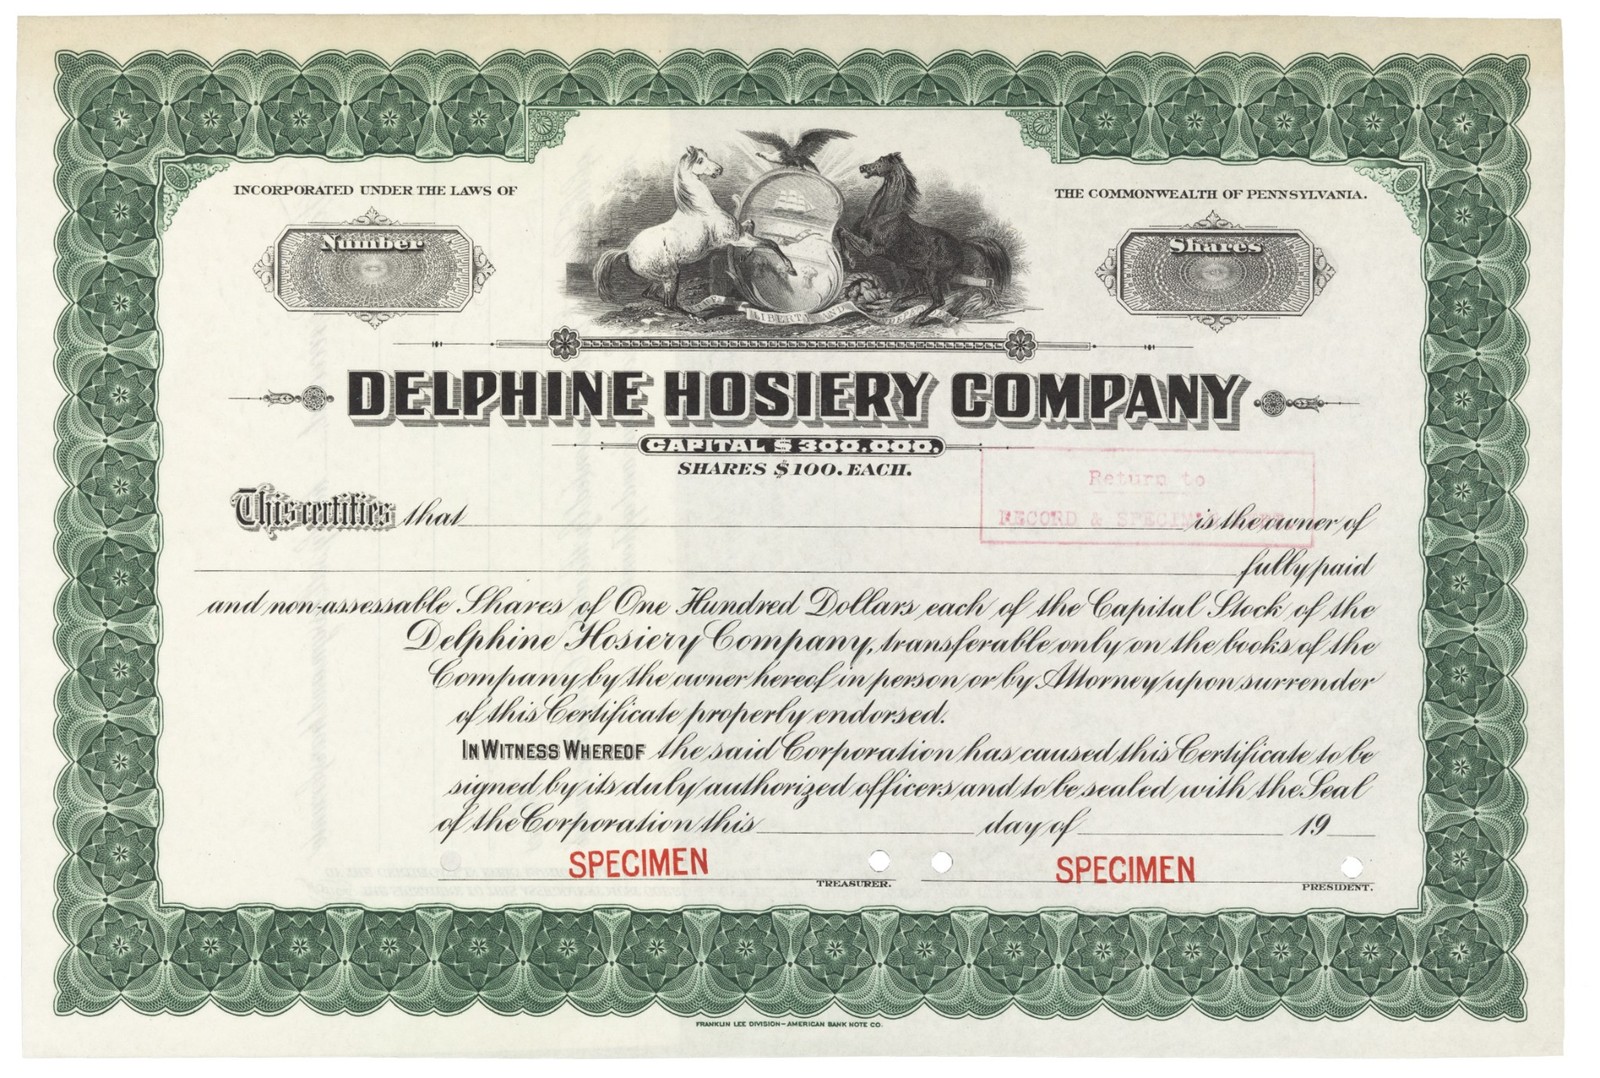 INCORPORATED UNDER THE LAWS OF
THE COMMONWEALTH OF PENNSYLVANIA.
Number
Shares
LIBERTY AND
DELPHINE HOSIERY COMPANY
CAPITAL $300,000.
SHARES $100. EACH.
Return to
RECORD & SPECIMEN
This certifies that is the owner of
fully paid
and non-assessable Shares of One Hundred Dollars each of the Capital Stock of the
Delphine Hosiery Company, transferable only on the books of the
Company by the owner hereof in person or by Attorney upon surrender
of this Certificate properly endorsed.
IN WITNESS WHEREOF the said Corporation has caused this Certificate to be
signed by its duly authorized officers and to be sealed with the Seal
of the Corporation this day of 19
SPECIMEN
SPECIMEN
TREASURER.
PRESIDENT.
FRANKLIN LEE DIVISION-AMERICAN BANK NOTE CO.